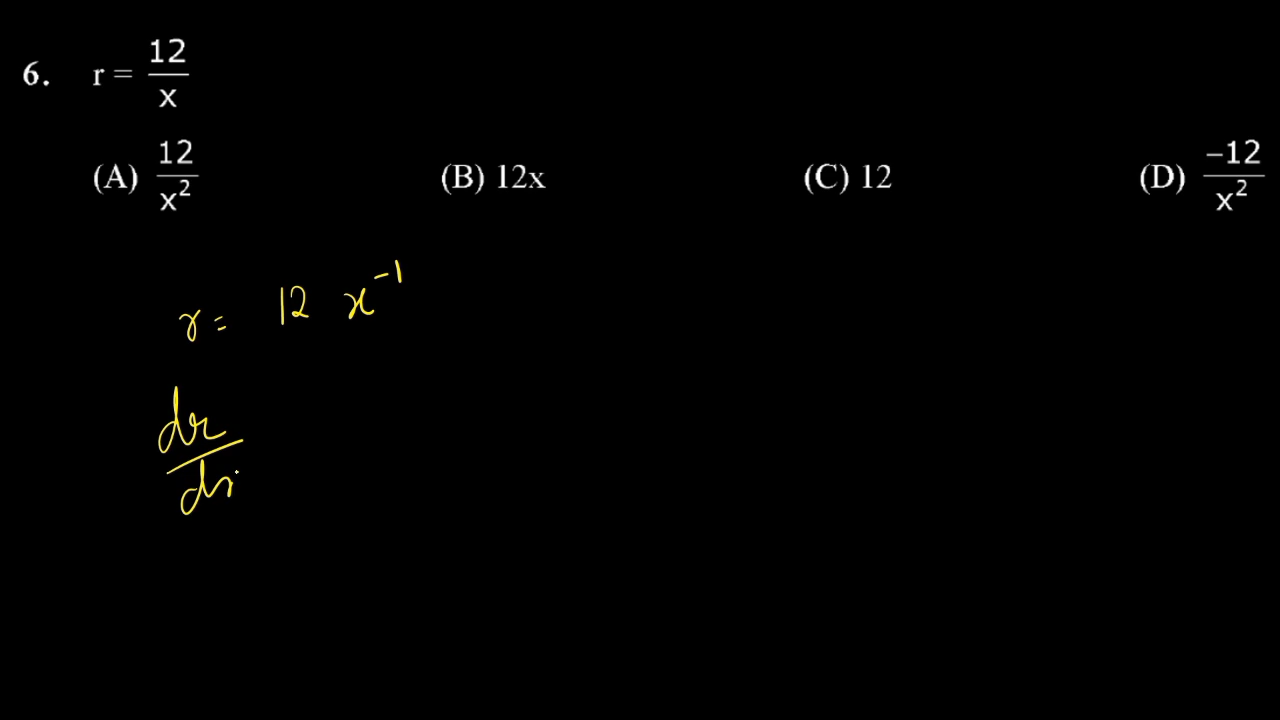 6. r = 12/x
(A) 12/x² (B) 12x (C) 12 (D) –12/x²
r = 12 x⁻¹
dr/dx